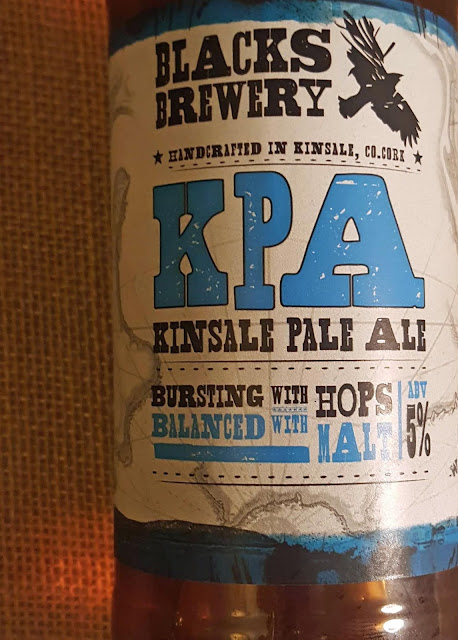 BLACKS
BREWERY
★ HANDCRAFTED IN KINSALE, CO.CORK ★
KPA
KINSALE PALE ALE
BURSTING WITH HOPS
BALANCED WITH MALT
ABV
5%